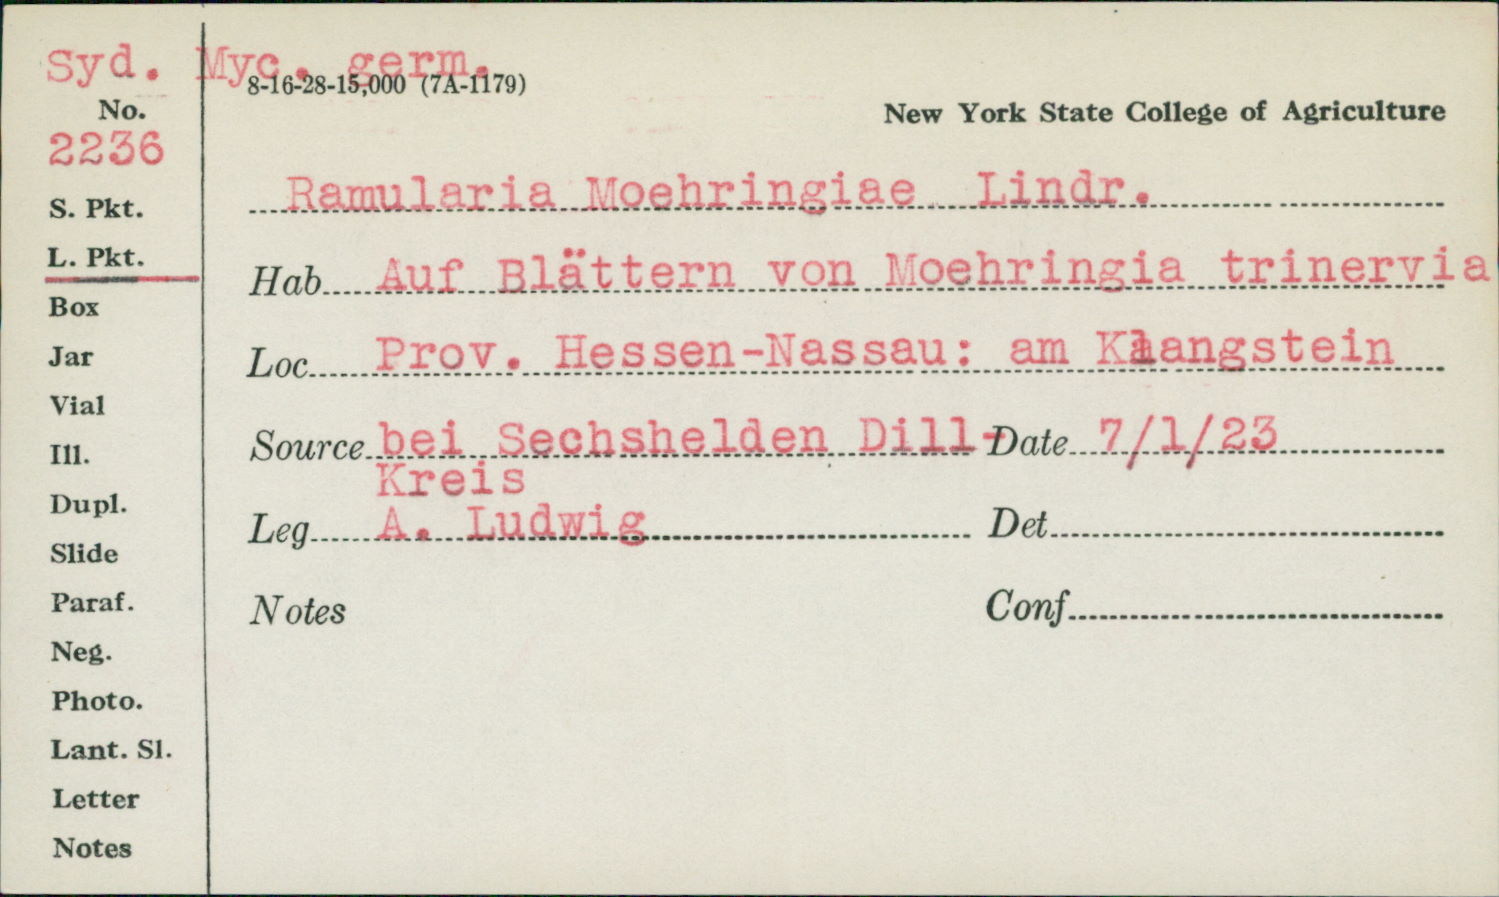 Syd. Myc. germ.
8-16-28-15,000 (7A-1179)
No.
2236
New York State College of Agriculture
Ramularia Moehringiae Lindr.
Hab Auf Blättern von Moehringia trinervia
Loc Prov. Hessen-Nassau: am Klangstein
Source bei Sechshelden Dill- Date 7/1/23
Kreis
Leg A. Ludwig Det
Notes Conf
S. Pkt.
L. Pkt.
Box
Jar
Vial
Ill.
Dupl.
Slide
Paraf.
Neg.
Photo.
Lant. Sl.
Letter
Notes